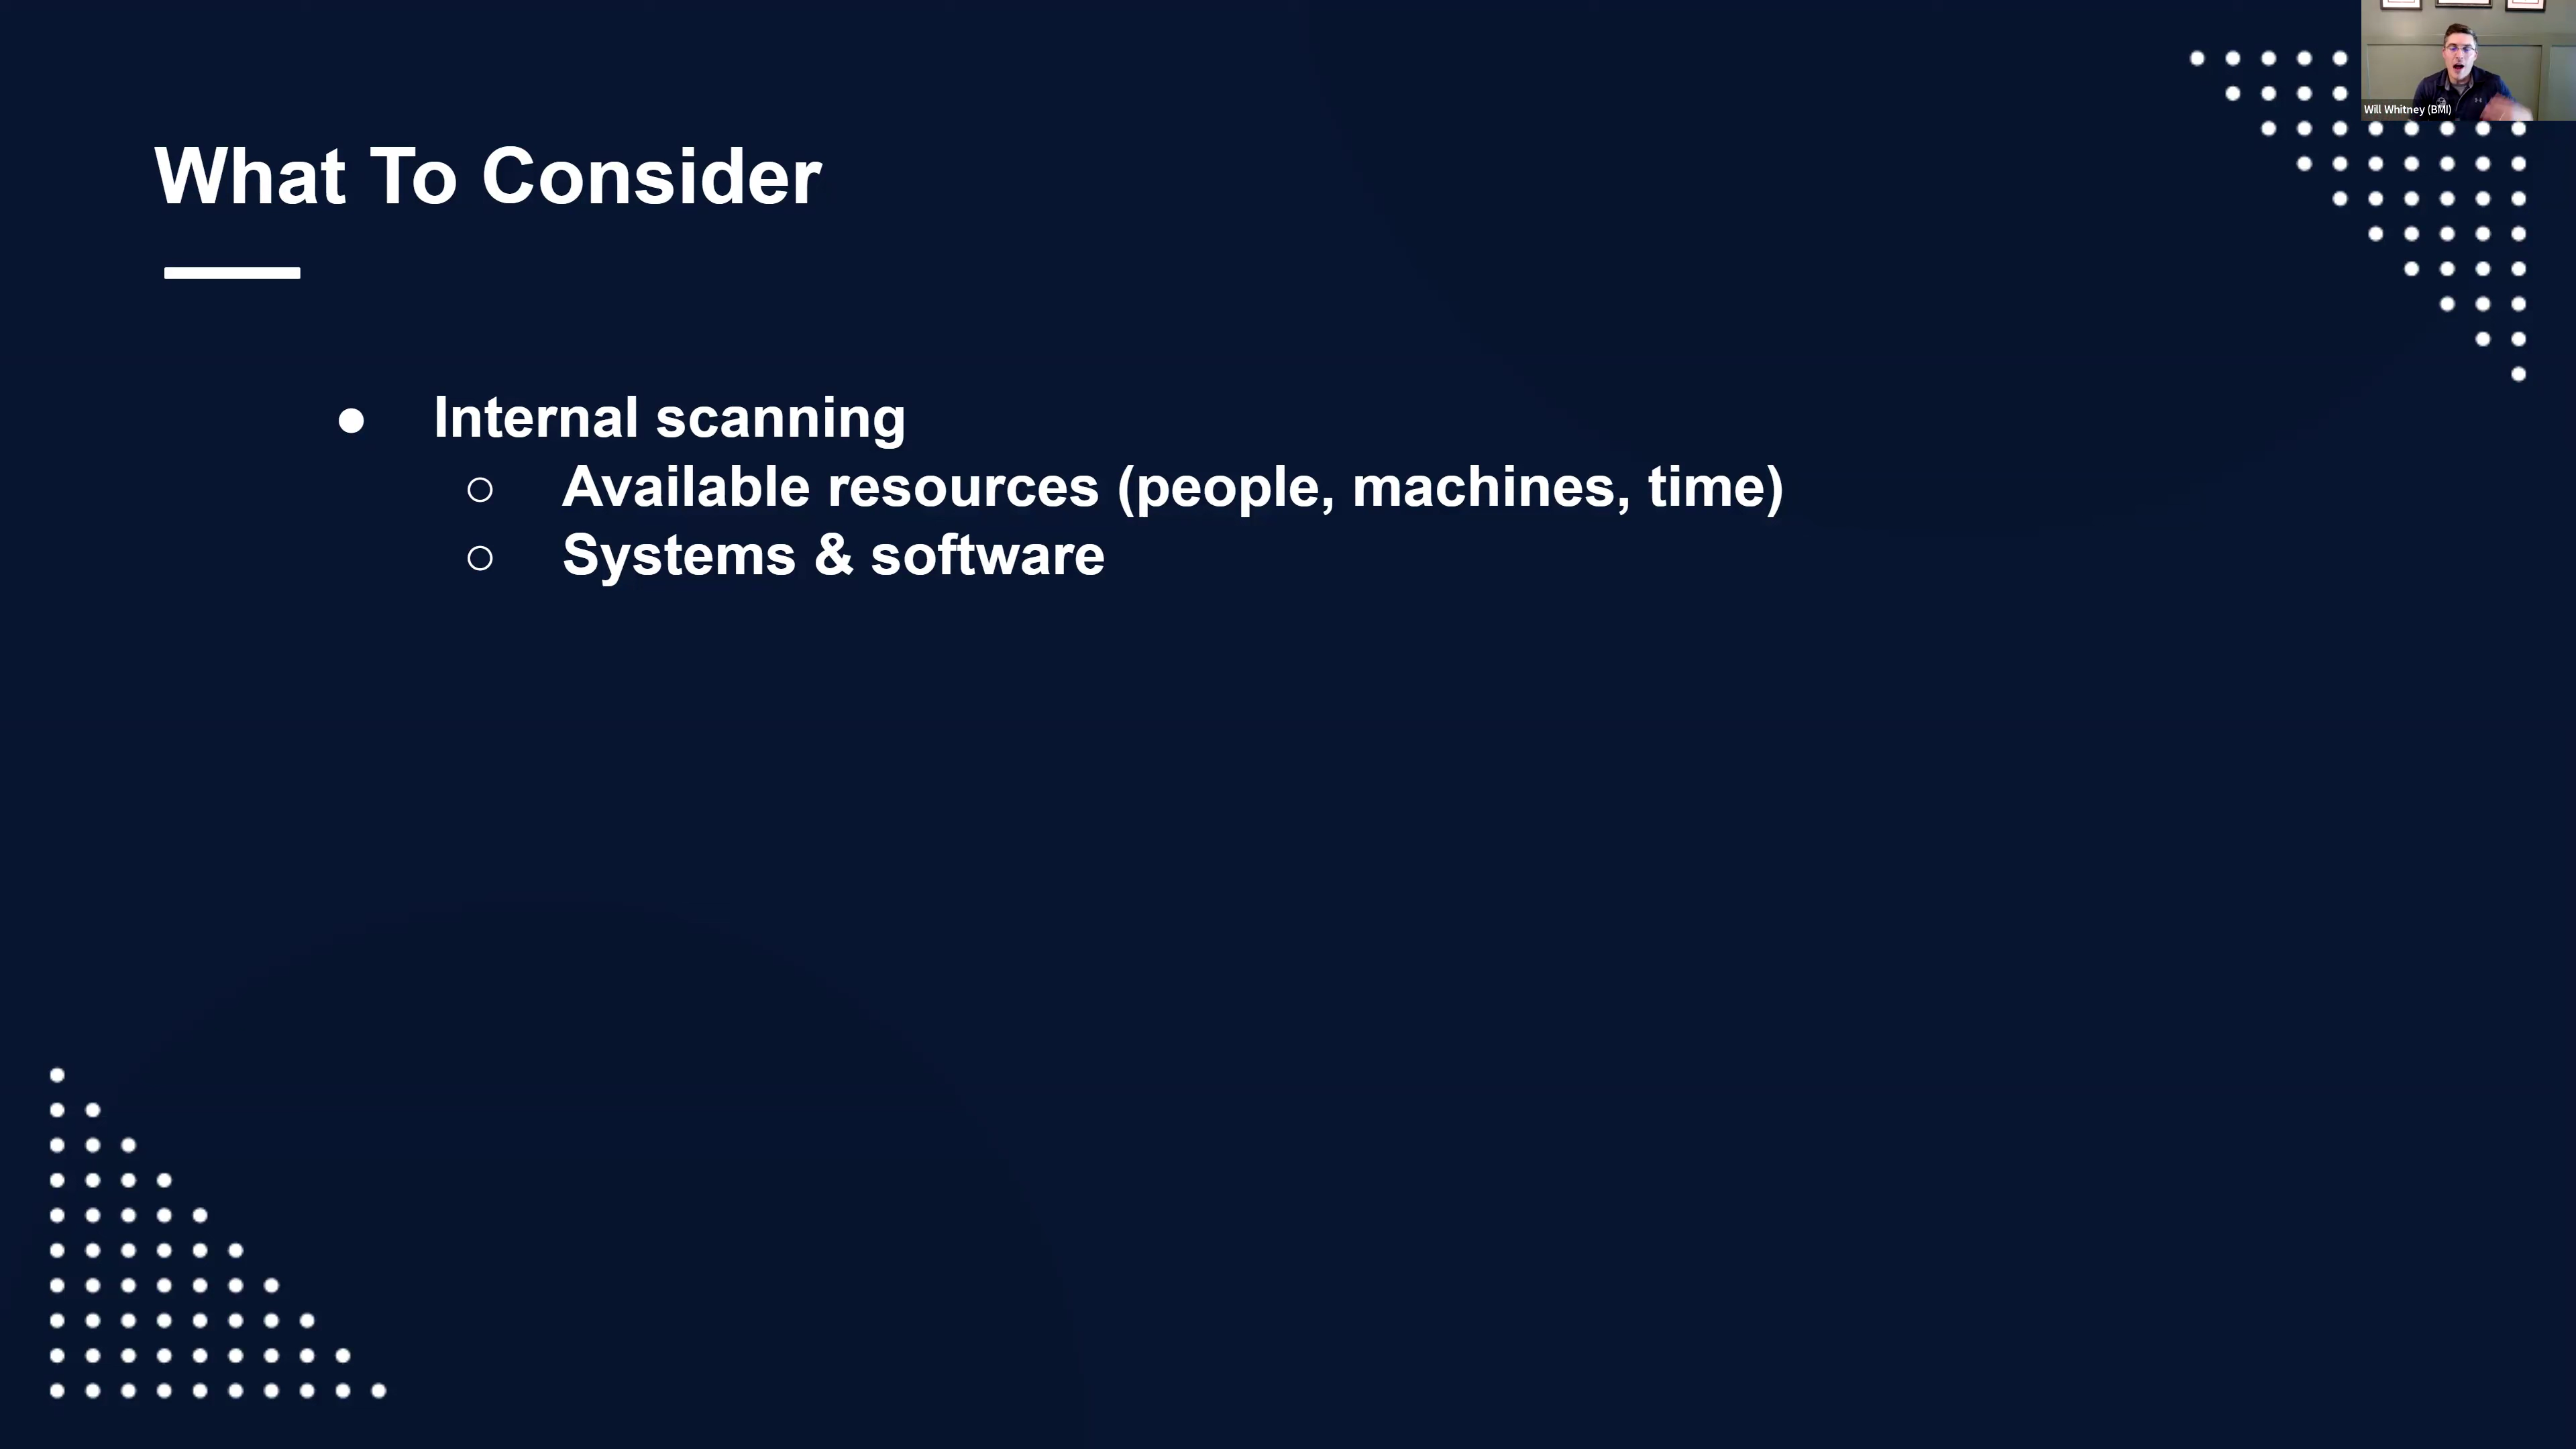 Will Whitney (BMI)
What To Consider
● Internal scanning
○ Available resources (people, machines, time)
○ Systems & software